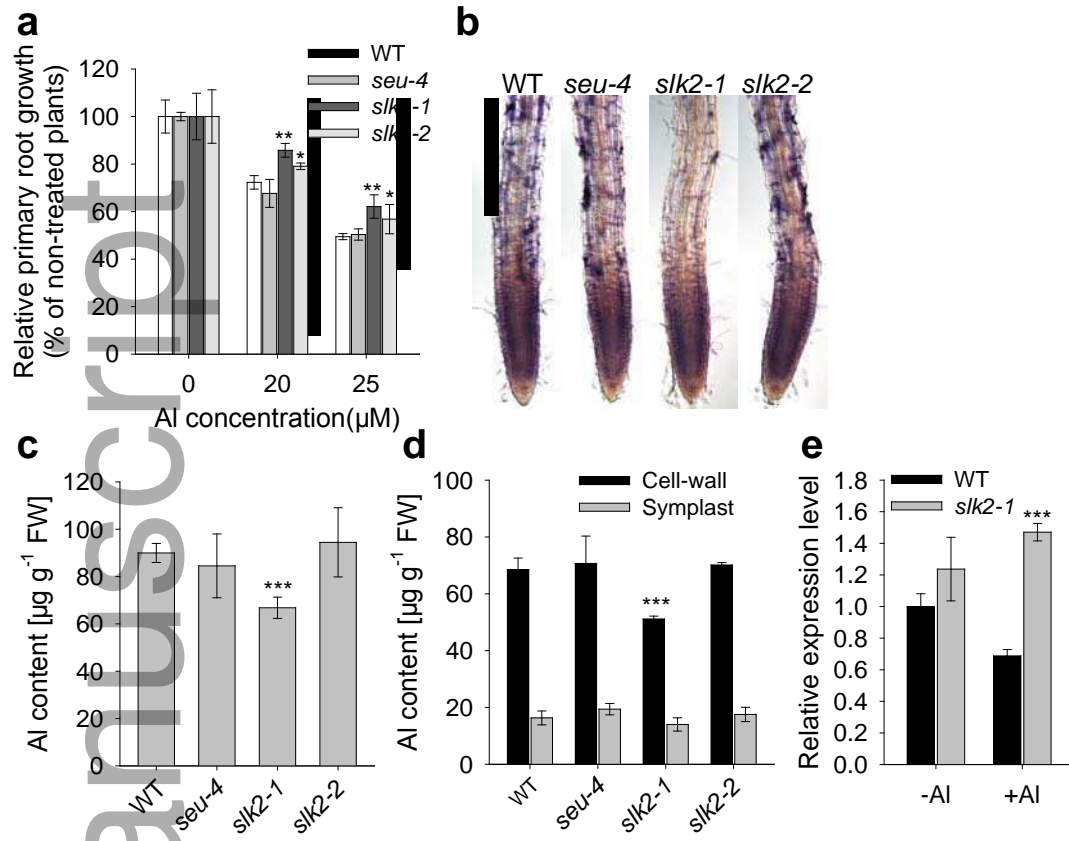 a
Relative primary root growth
(% of non-treated plants)
120
100
80
60
40
20
0
WT
seu-4
slk2-1
slk2-2
**
*
**
*
0 20 25
Al concentration(µM)
b
WT seu-4 slk2-1 slk2-2
c
Al content [µg g-1 FW]
120
100
80
60
40
20
0
***
WT seu-4 slk2-1 slk2-2
d
Al content [µg g-1 FW]
100
80
60
40
20
0
Cell-wall
Symplast
***
WT seu-4 slk2-1 slk2-2
e
Relative expression level
1.8
1.6
1.4
1.2
1.0
0.8
0.6
0.4
0.2
0.0
WT
slk2-1
***
-Al +Al
anuscript